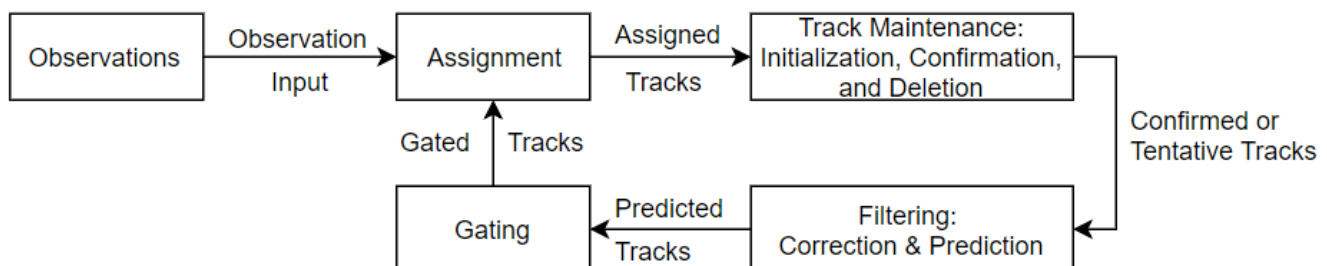 Observations
Observation
Input
Assignment
Assigned
Tracks
Track Maintenance:
Initialization, Confirmation,
and Deletion
Confirmed or
Tentative Tracks
Filtering:
Correction & Prediction
Predicted
Tracks
Gating
Gated Tracks